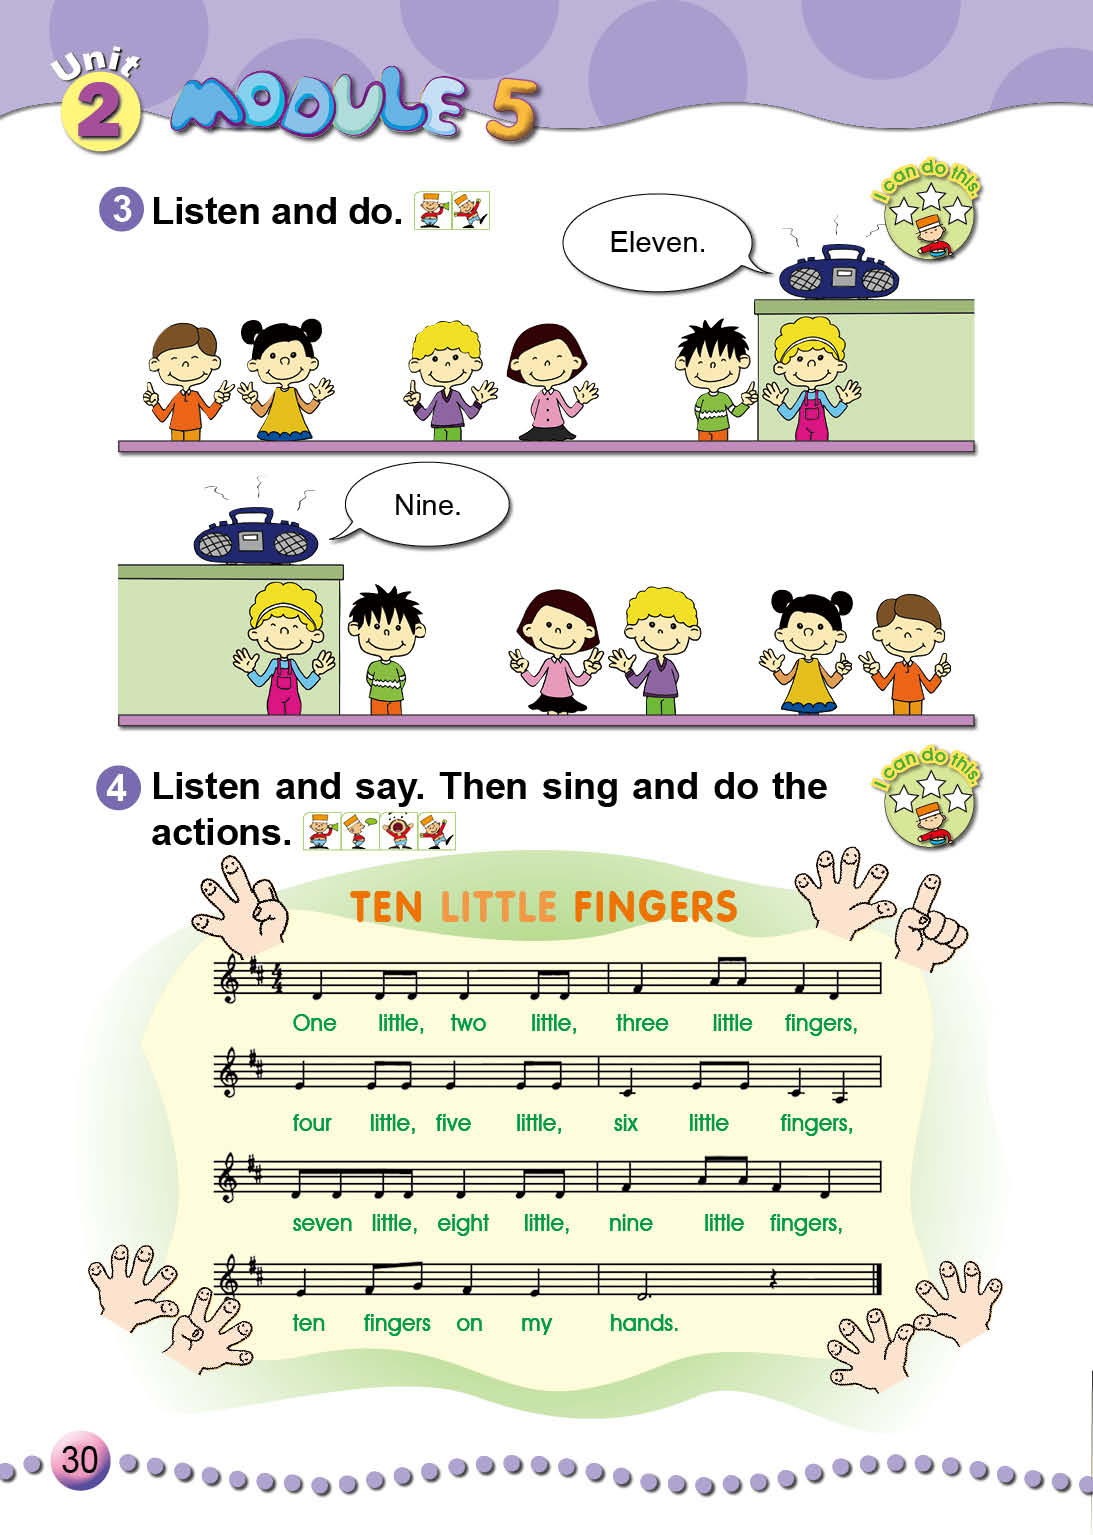 Unit
2 MODULE 5
3 Listen and do.
I can do this.
Eleven.
Nine.
4 Listen and say. Then sing and do the
actions.
I can do this.
TEN LITTLE FINGERS
4
4
One little, two little, three little fingers,
four little, five little, six little fingers,
seven little, eight little, nine little fingers,
ten fingers on my hands.
30